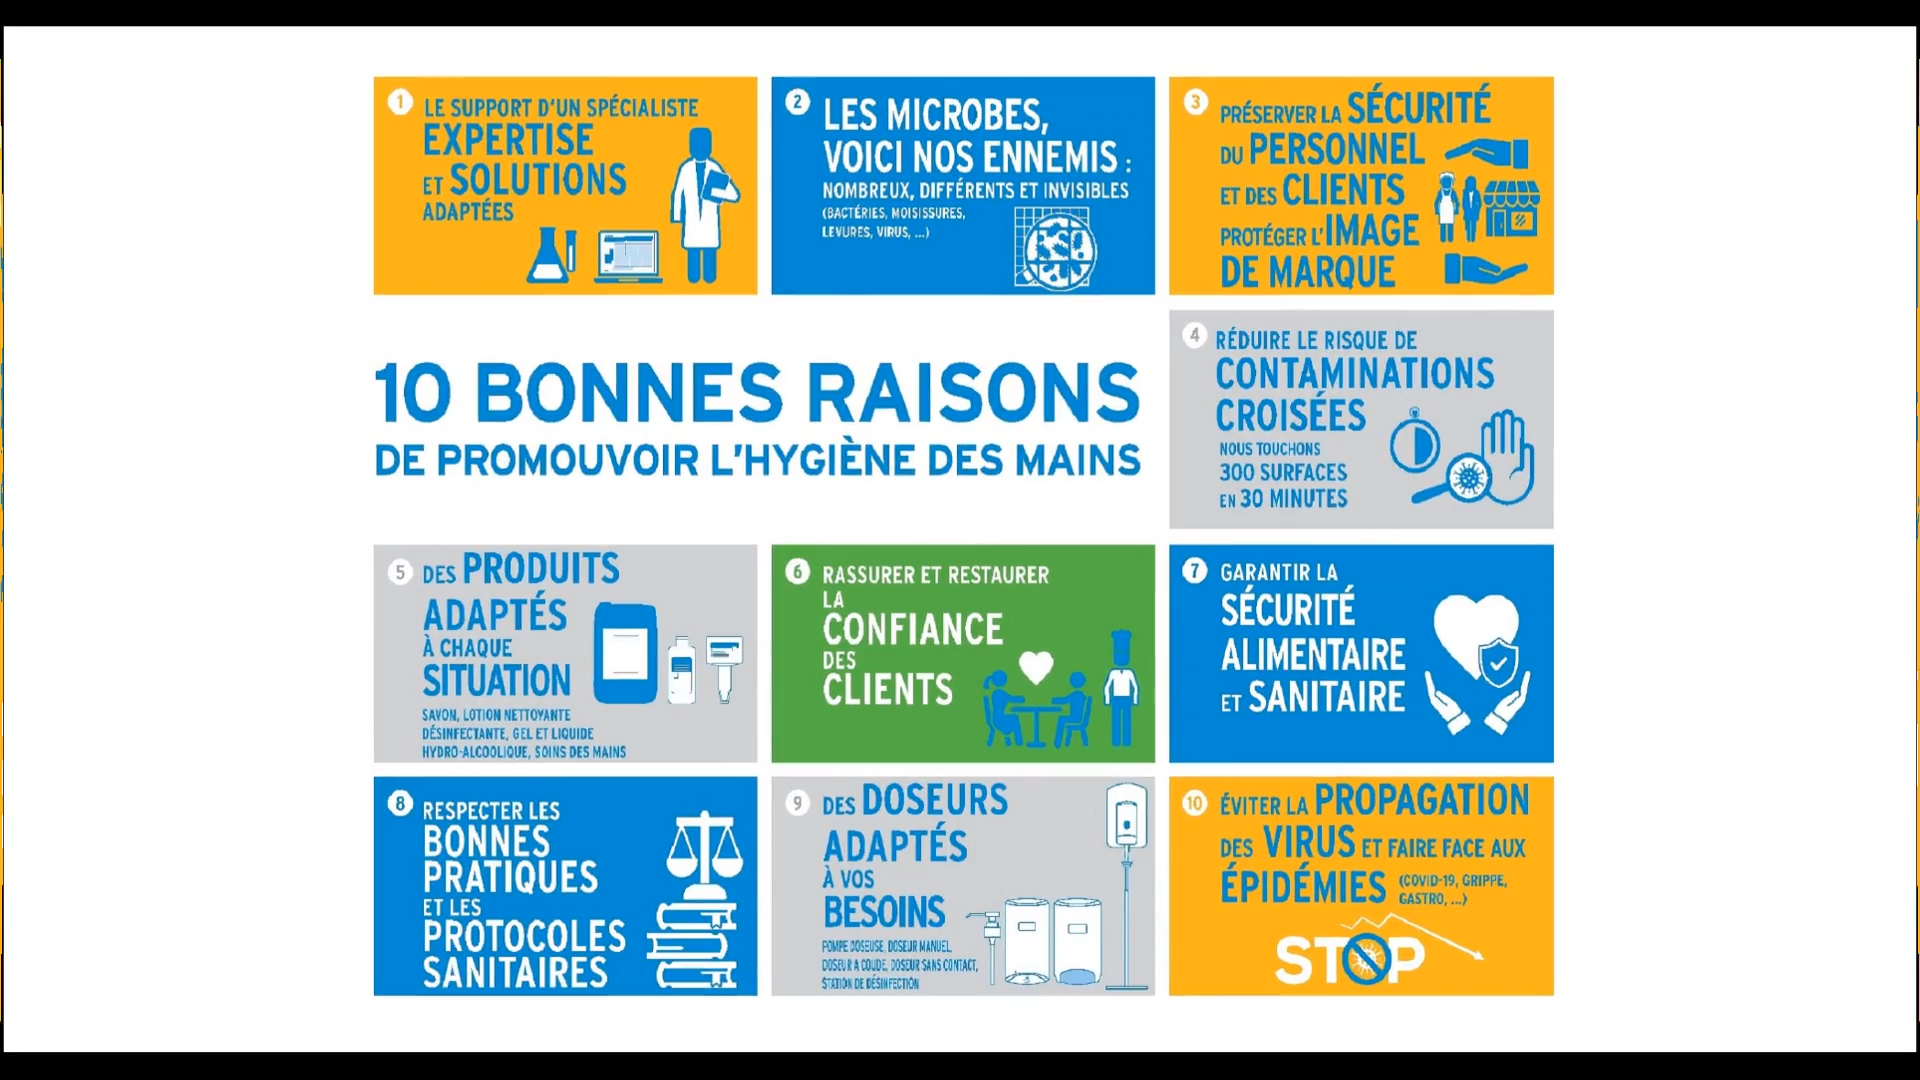 1
LE SUPPORT D'UN SPÉCIALISTE
EXPERTISE
ET SOLUTIONS
ADAPTÉES
2
LES MICROBES,
VOICI NOS ENNEMIS :
NOMBREUX, DIFFÉRENTS ET INVISIBLES
(BACTÉRIES, MOISISSURES,
LEVURES, VIRUS, ...)
3
PRÉSERVER LA SÉCURITÉ
DU PERSONNEL
ET DES CLIENTS
PROTÉGER L'IMAGE
DE MARQUE
10 BONNES RAISONS
DE PROMOUVOIR L'HYGIÈNE DES MAINS
4
RÉDUIRE LE RISQUE DE
CONTAMINATIONS
CROISÉES
NOUS TOUCHONS
300 SURFACES
EN 30 MINUTES
5
DES PRODUITS
ADAPTÉS
À CHAQUE
SITUATION
SAVON, LOTION NETTOYANTE
DÉSINFECTANTE, GEL ET LIQUIDE
HYDRO-ALCOOLIQUE, SOINS DES MAINS
6
RASSURER ET RESTAURER
LA
CONFIANCE
DES
CLIENTS
7
GARANTIR LA
SÉCURITÉ
ALIMENTAIRE
ET SANITAIRE
8
RESPECTER LES
BONNES
PRATIQUES
ET LES
PROTOCOLES
SANITAIRES
9
DES DOSEURS
ADAPTÉS
À VOS
BESOINS
POMPE DOSEUSE, DOSEUR MANUEL,
DOSEUR A COUDE, DOSEUR SANS CONTACT,
STATION DE DÉSINFECTION
10
ÉVITER LA PROPAGATION
DES VIRUS ET FAIRE FACE AUX
ÉPIDÉMIES (COVID-19, GRIPPE,
GASTRO, ...)
STOP